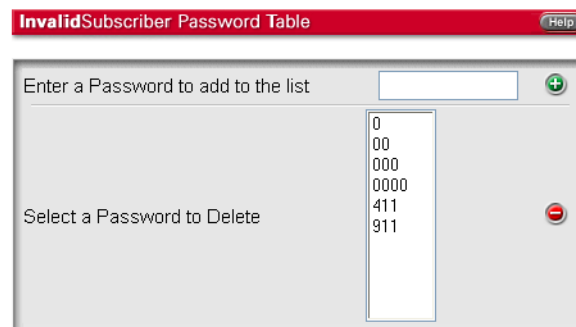 InvalidSubscriber Password Table
Help
Enter a Password to add to the list
0
00
000
0000
411
911
Select a Password to Delete